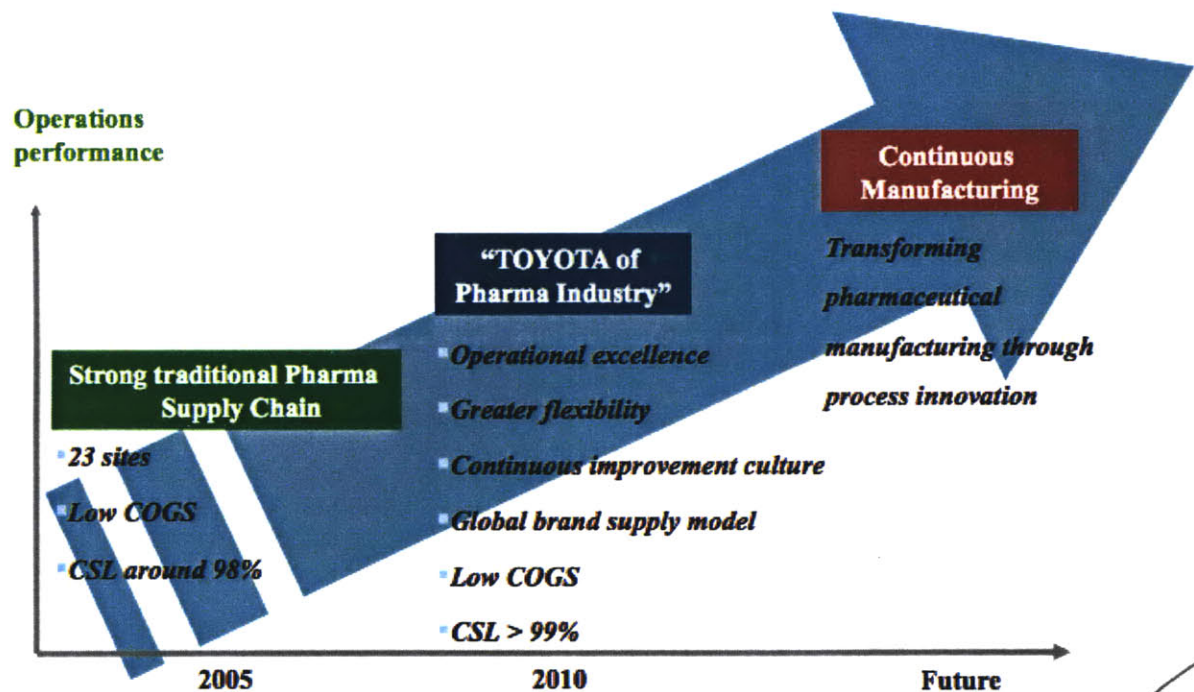 Operations
performance
Continuous
Manufacturing
Transforming
pharmaceutical
manufacturing through
process innovation
“TOYOTA of
Pharma Industry”
Operational excellence
Greater flexibility
Continuous improvement culture
Global brand supply model
Low COGS
CSL > 99%
Strong traditional Pharma
Supply Chain
23 sites
Low COGS
CSL around 98%
2005
2010
Future